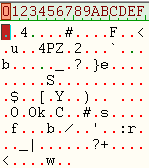 0123456789ABCDEF
. . 4 . . . . # . . . . F . . <
. . u . . 4PZ . 2 . . . ` . . .
b . . . . . _ . ? . } e . . . .
. . . . . S . . . . . . . . . .
. $ . . [ . Y . . ) . . . . . .
. O . Ok . C . . # . s . . . . .
. f . . . b . / . . ' . . : r .
. . _ | . . . . . . ? + . . . .
< . . . . . w . . . . . . . . .